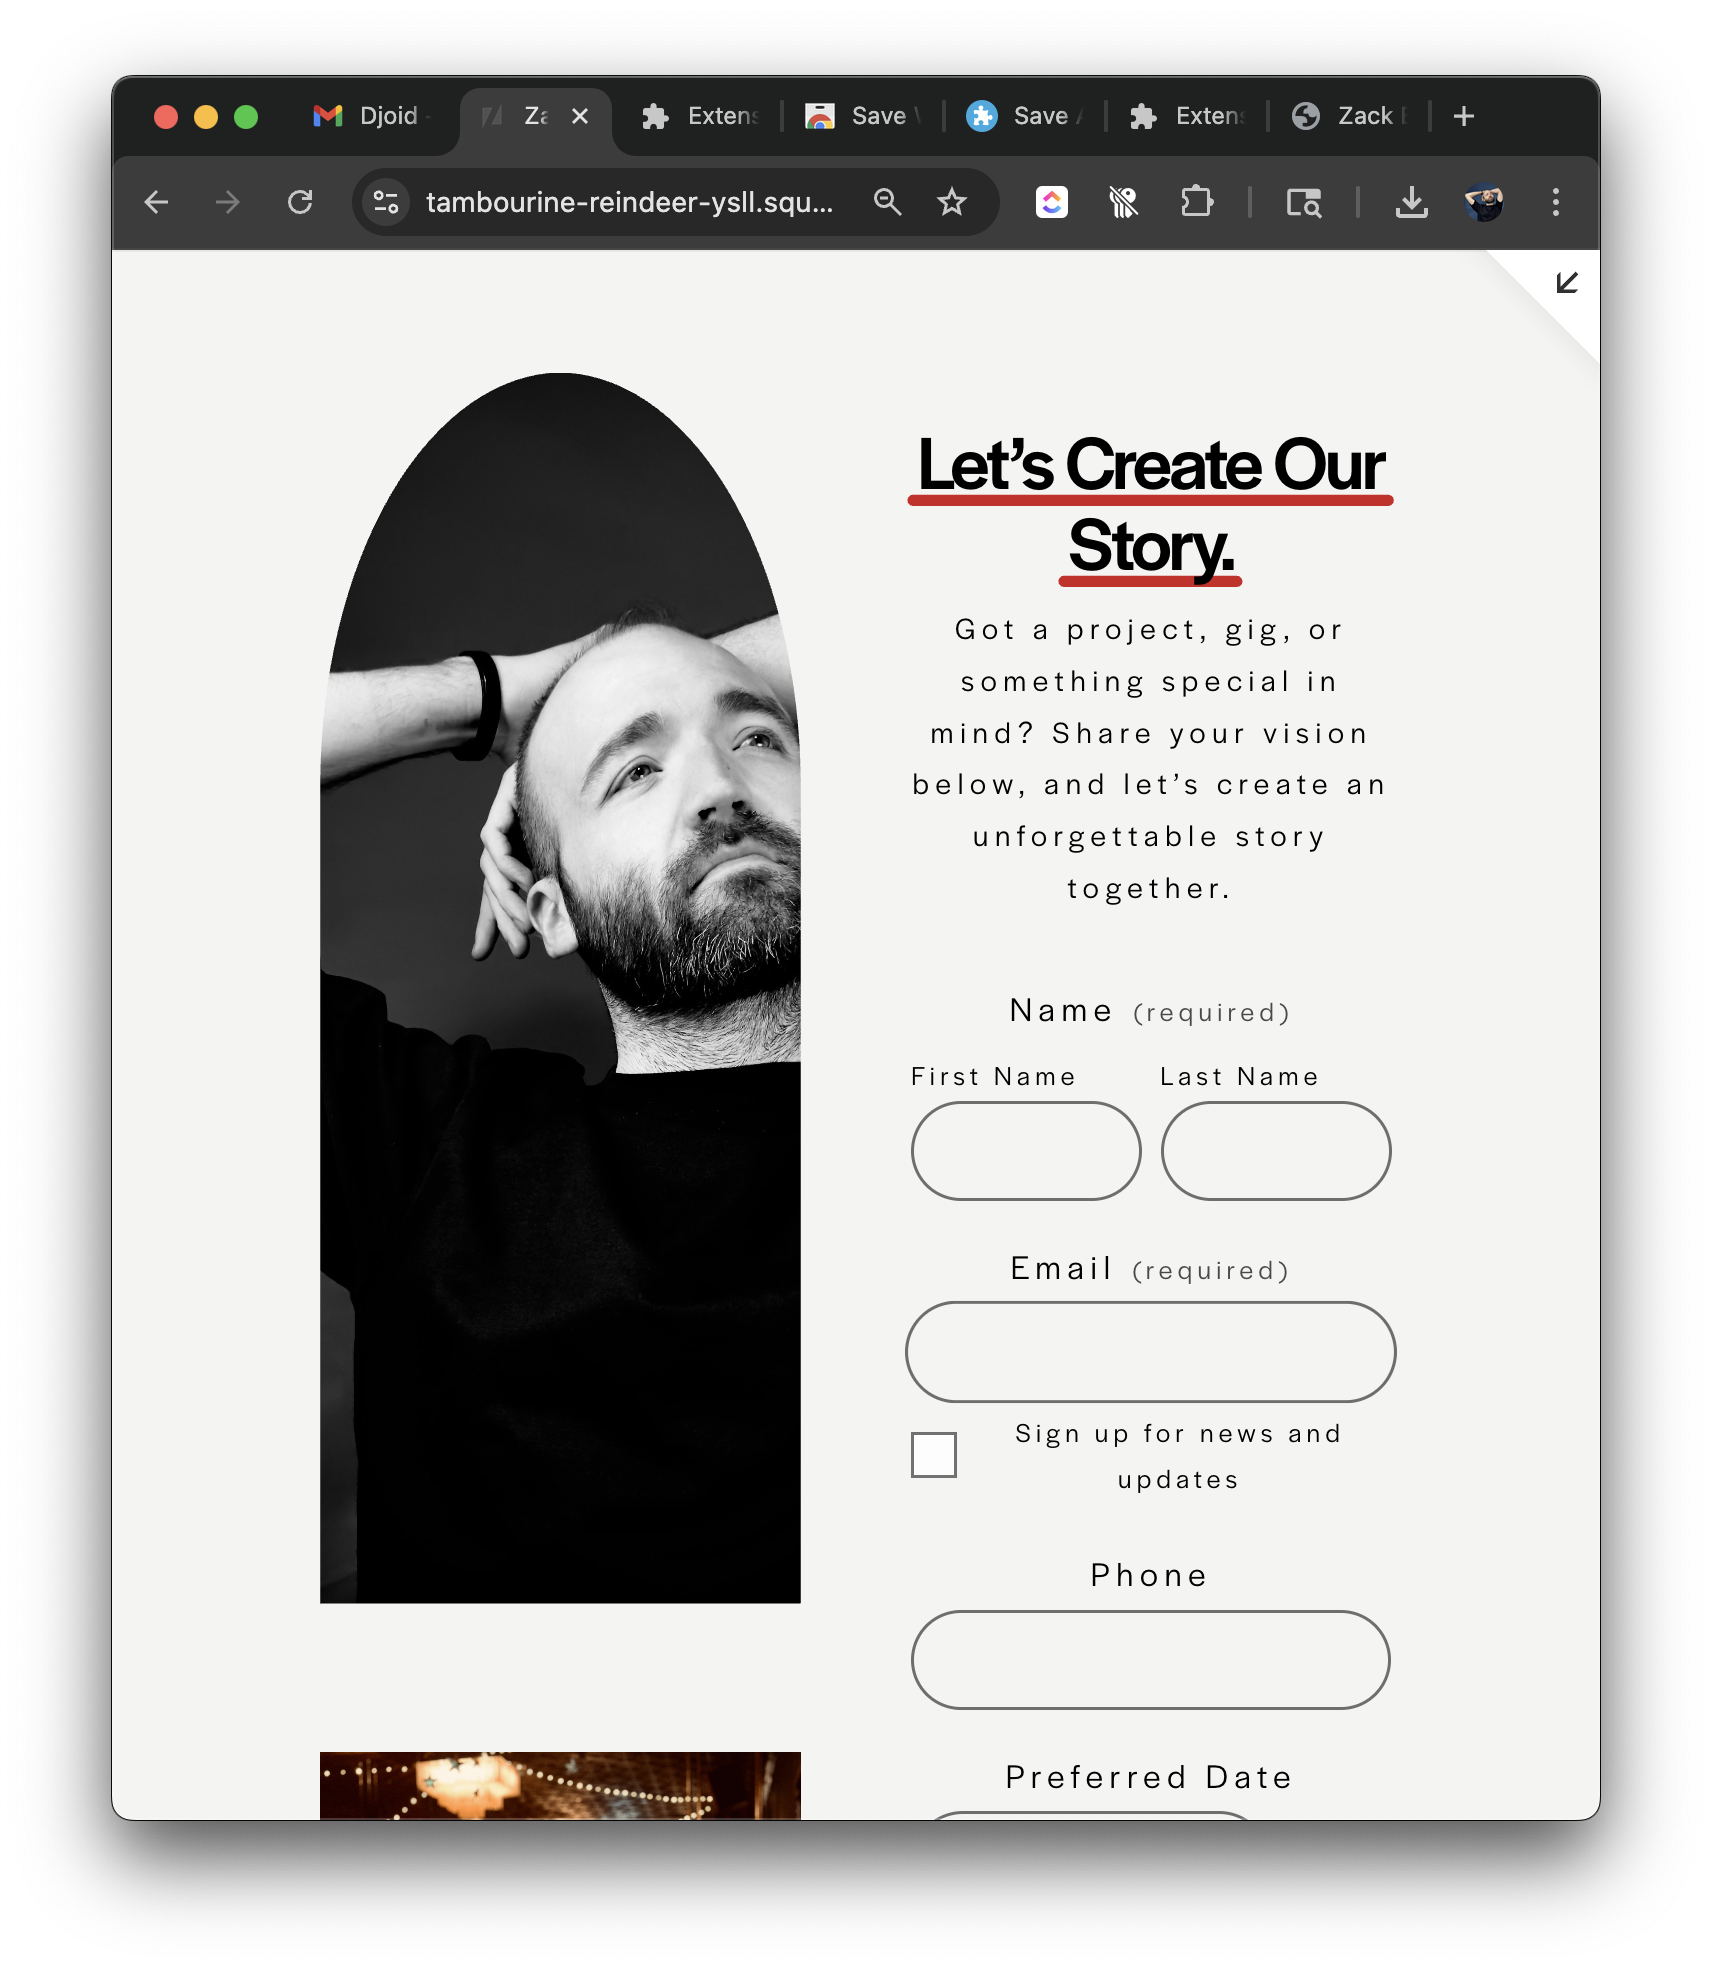 Djoid
Za
Extens
Save
Save
Extens
Zack
tambourine-reindeer-ysll.squ...
Let’s Create Our
Story.
Got a project, gig, or
something special in
mind? Share your vision
below, and let’s create an
unforgettable story
together.
Name (required)
First Name Last Name
Email (required)
Sign up for news and
updates
Phone
Preferred Date